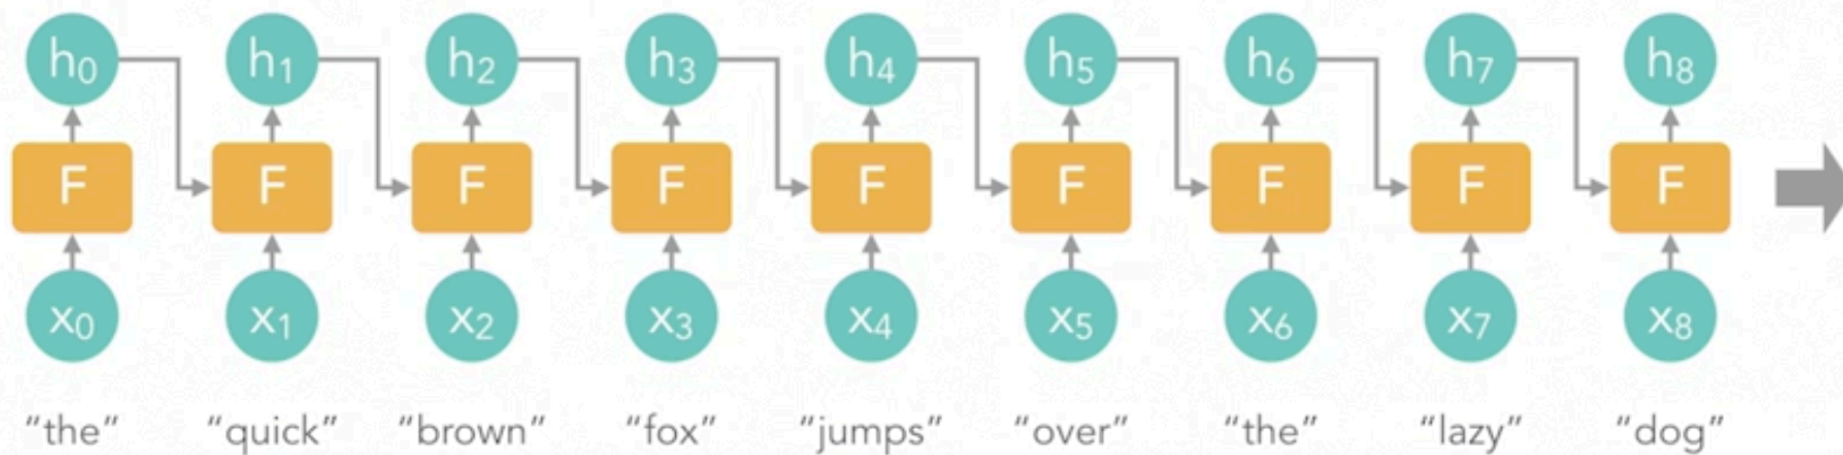 h₀ h₁ h₂ h₃ h₄ h₅ h₆ h₇ h₈
F F F F F F F F F
x₀ x₁ x₂ x₃ x₄ x₅ x₆ x₇ x₈
“the” “quick” “brown” “fox” “jumps” “over” “the” “lazy” “dog”